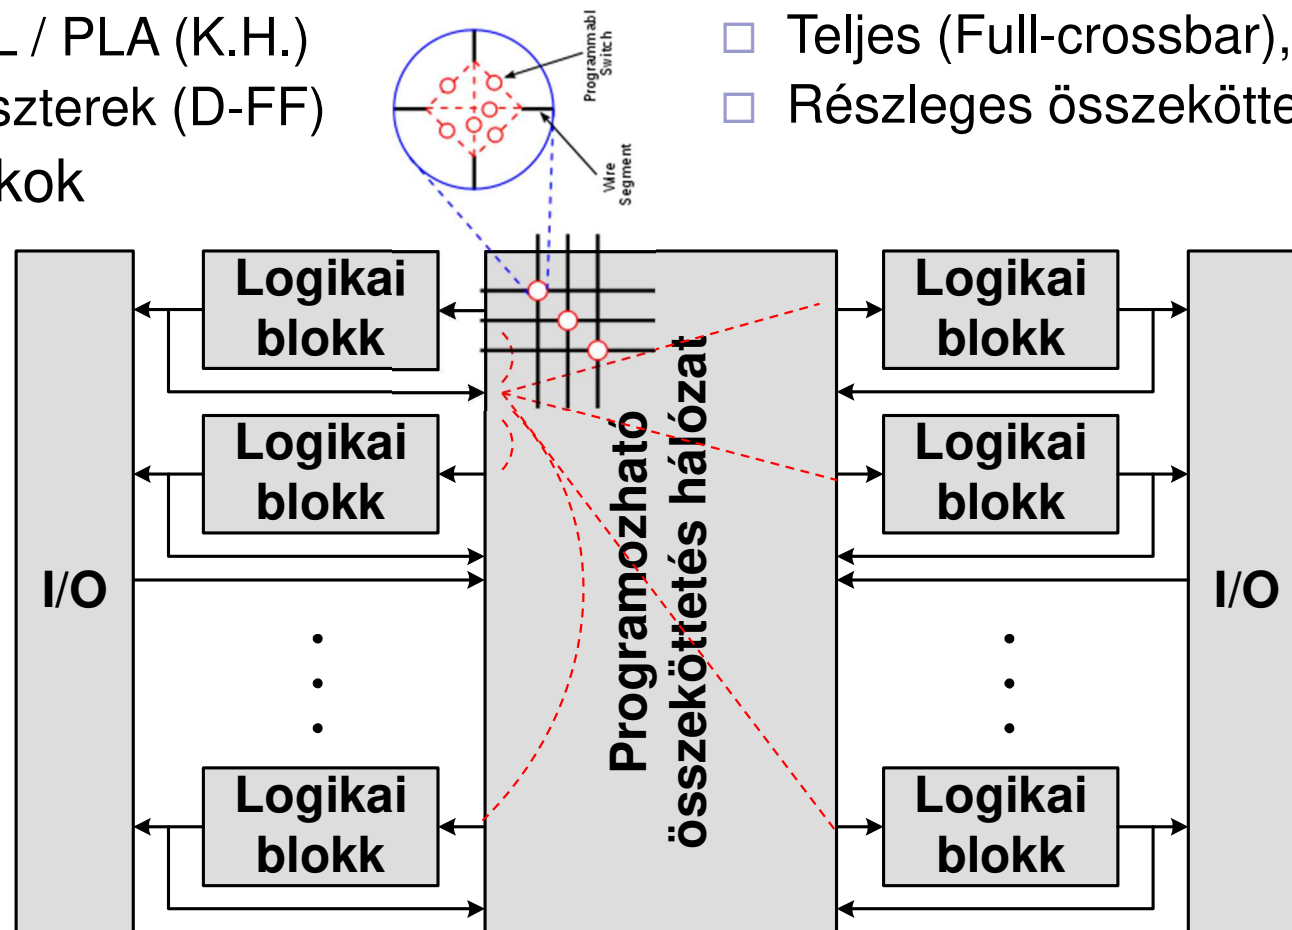 L / PLA (K.H.)
szterek (D-FF)
kok
Programmabl
Switch
Wire
Segment
Teljes (Full-crossbar),
Részleges összekötte
I/O
Logikai
blokk
Logikai
blokk
Logikai
blokk
Programozható
összeköttetés hálózat
Logikai
blokk
Logikai
blokk
Logikai
blokk
I/O